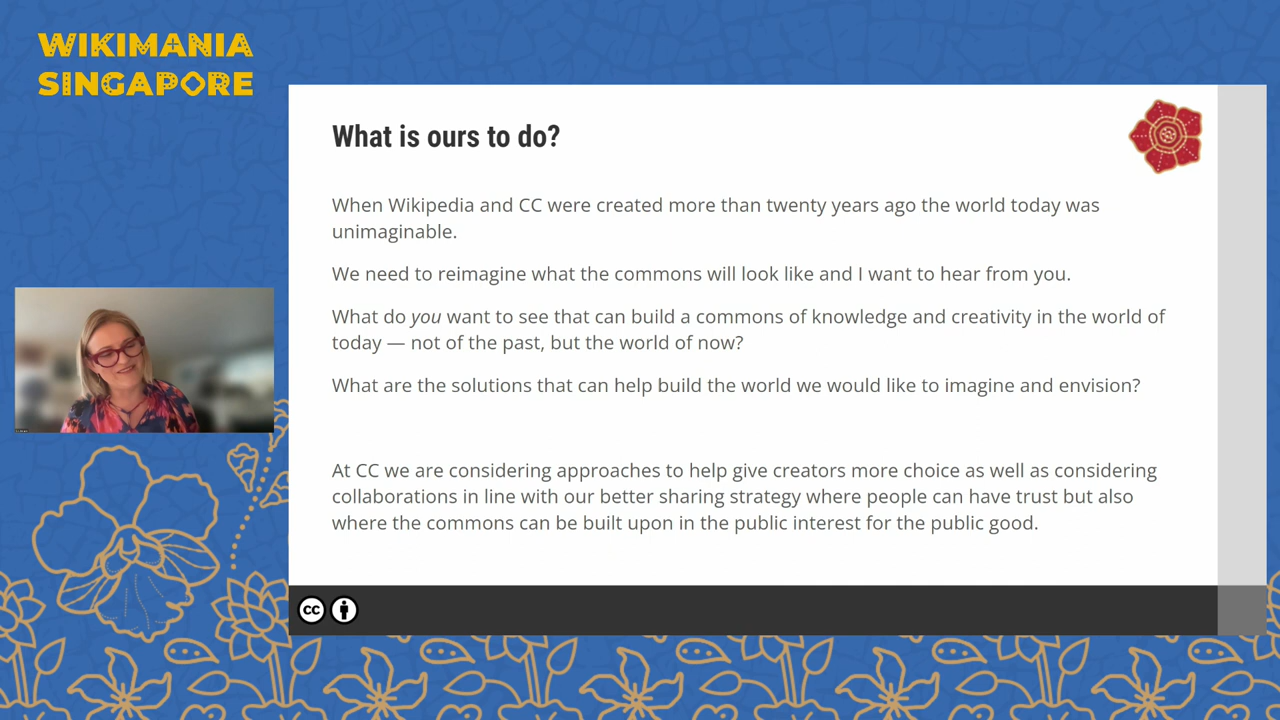 WIKIMANIA
SINGAPORE
What is ours to do?
When Wikipedia and CC were created more than twenty years ago the world today was
unimaginable.
We need to reimagine what the commons will look like and I want to hear from you.
What do you want to see that can build a commons of knowledge and creativity in the world of
today — not of the past, but the world of now?
What are the solutions that can help build the world we would like to imagine and envision?
At CC we are considering approaches to help give creators more choice as well as considering
collaborations in line with our better sharing strategy where people can have trust but also
where the commons can be built upon in the public interest for the public good.
cc